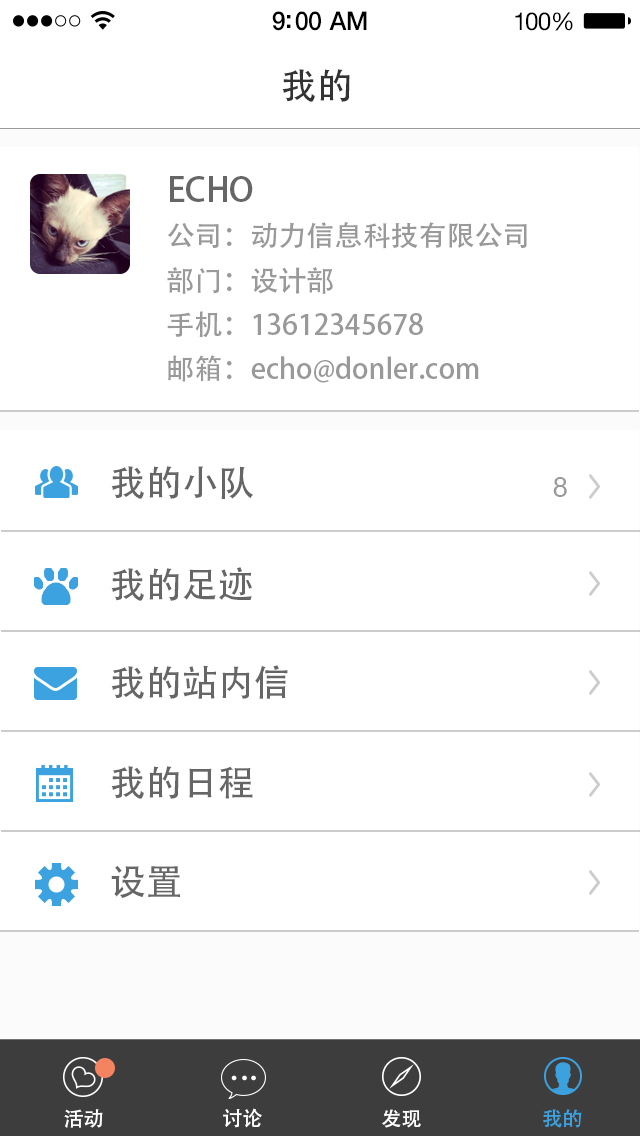 9:00 AM 100%
我的
ECHO
公司：动力信息科技有限公司
部门：设计部
手机：13612345678
邮箱：echo@donler.com
我的小队 8
我的足迹
我的站内信
我的日程
设置
活动 讨论 发现 我的